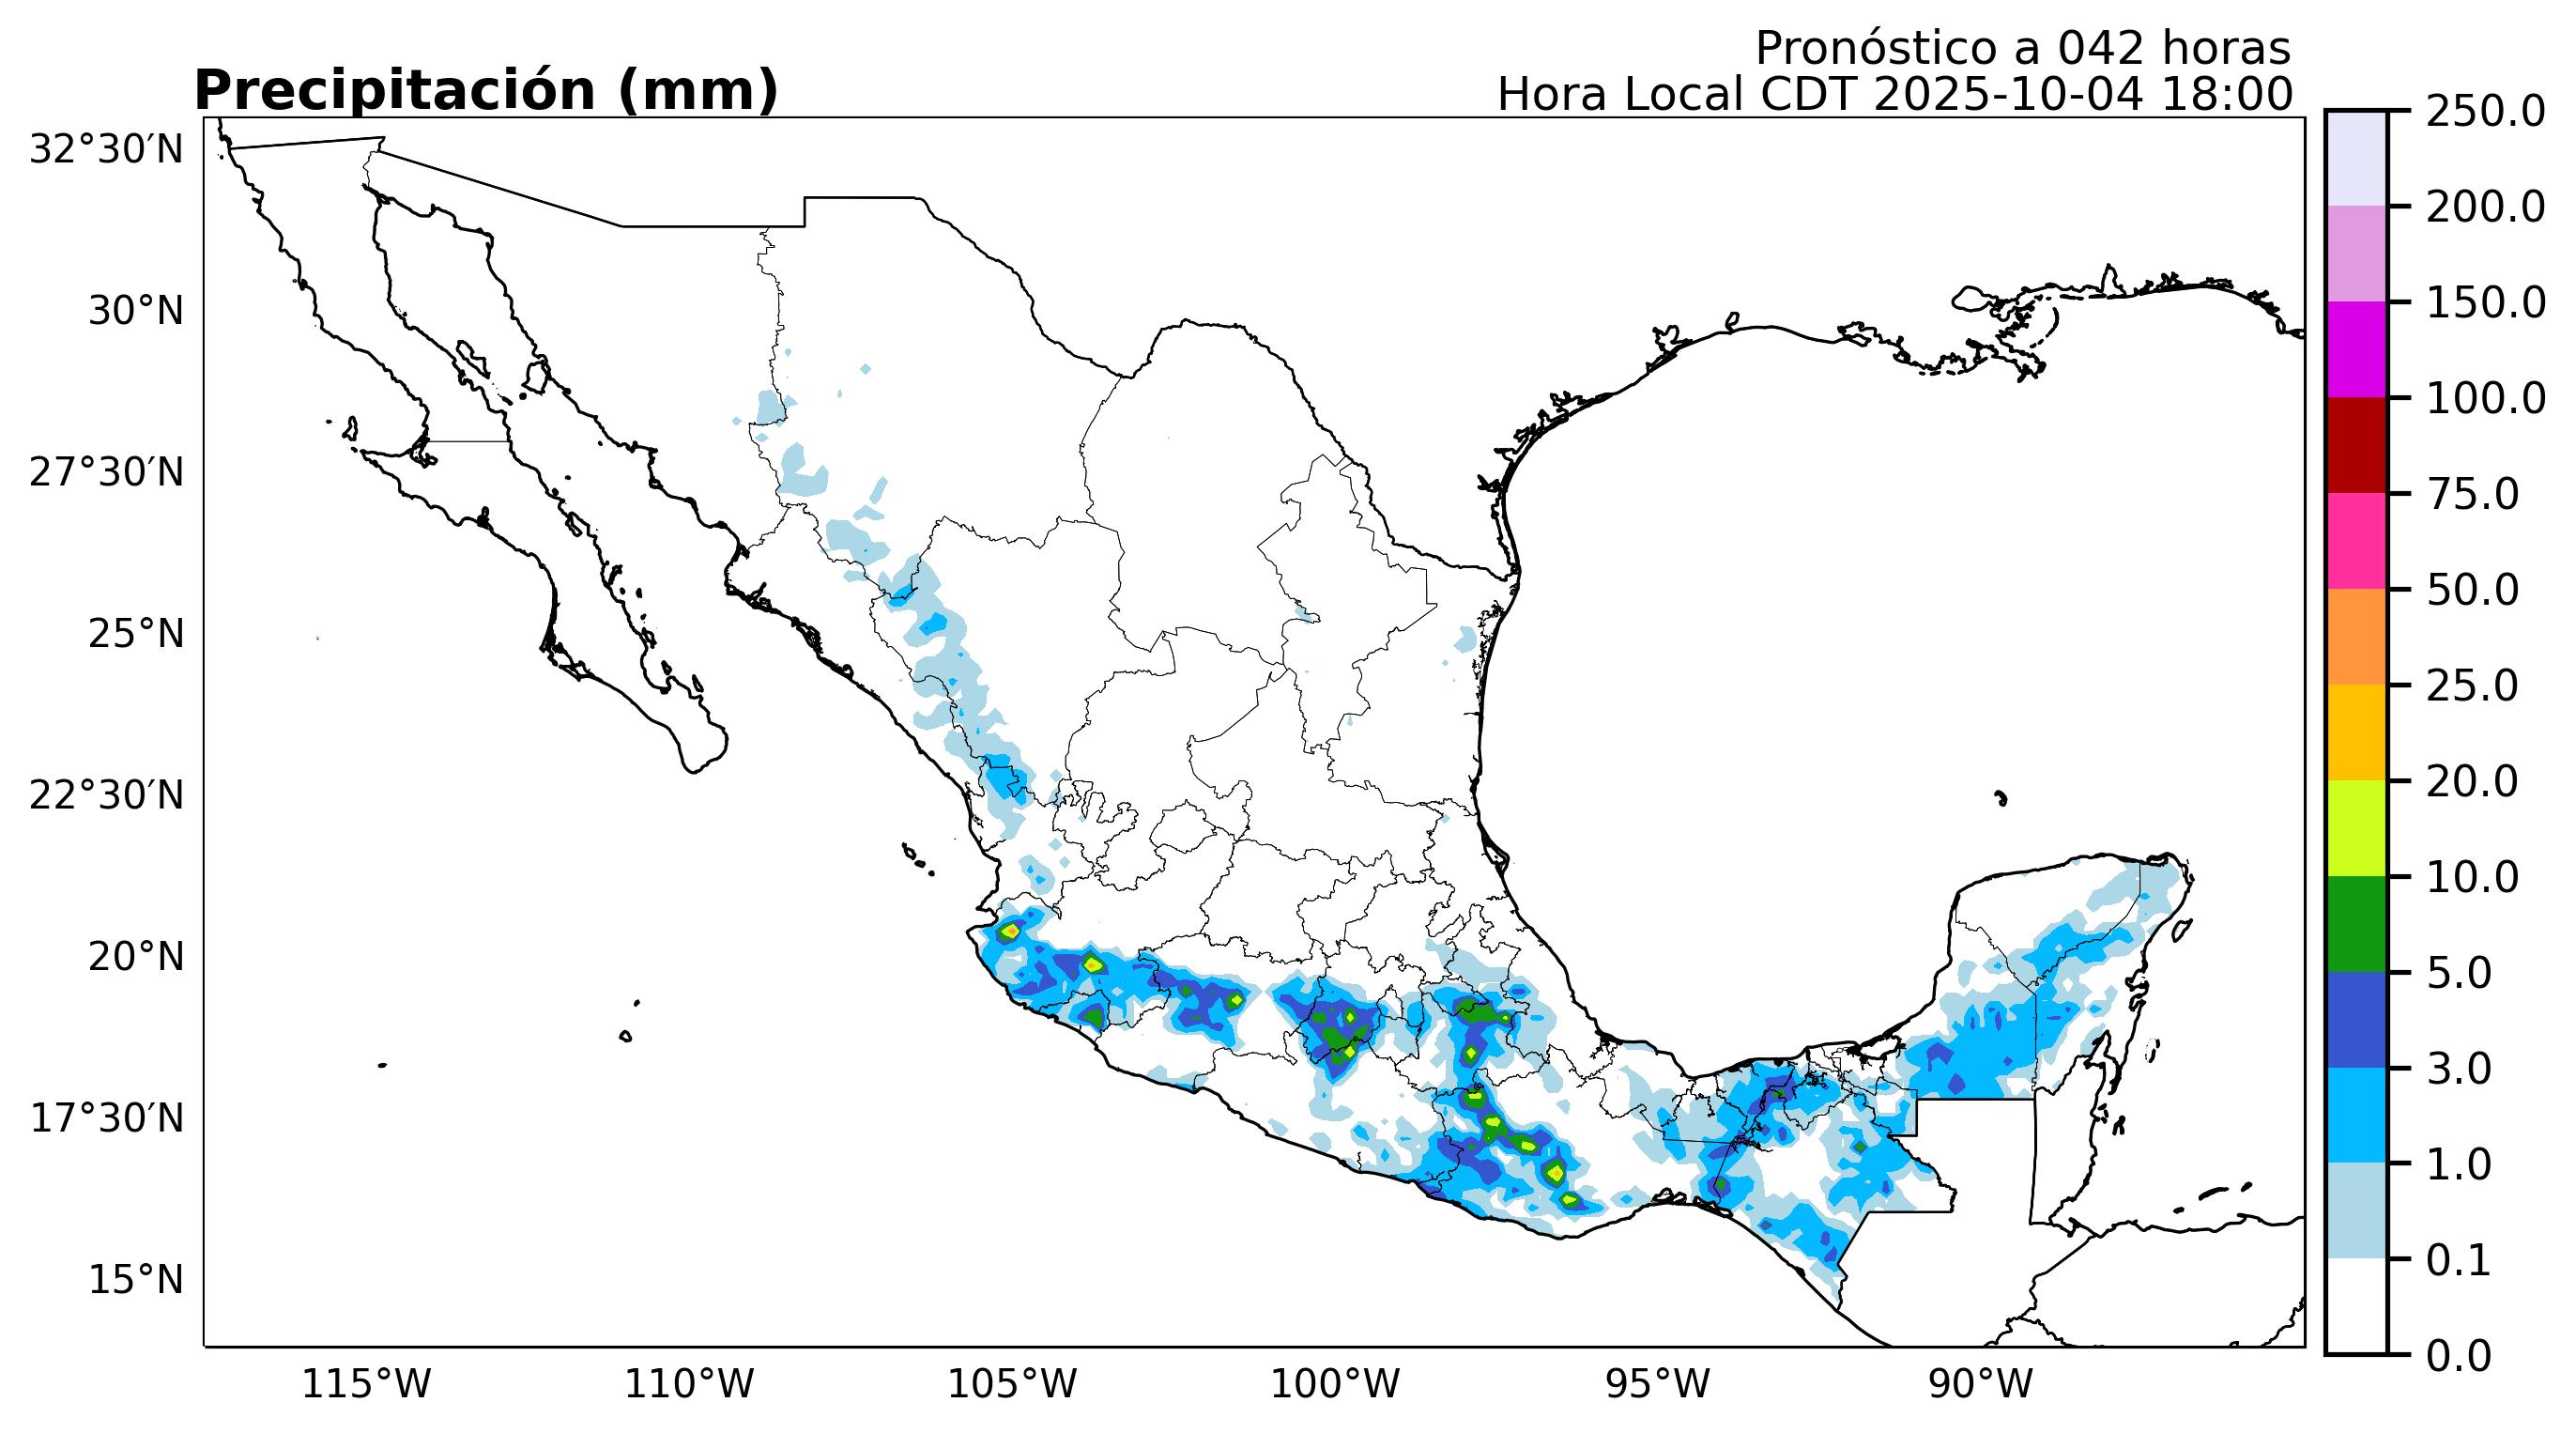 Pronóstico a 042 horas
Precipitación (mm)
Hora Local CDT 2025-10-04 18:00
32°30′N
30°N
27°30′N
25°N
22°30′N
20°N
17°30′N
15°N
115°W
110°W
105°W
100°W
95°W
90°W
250.0
200.0
150.0
100.0
75.0
50.0
25.0
20.0
10.0
5.0
3.0
1.0
0.1
0.0